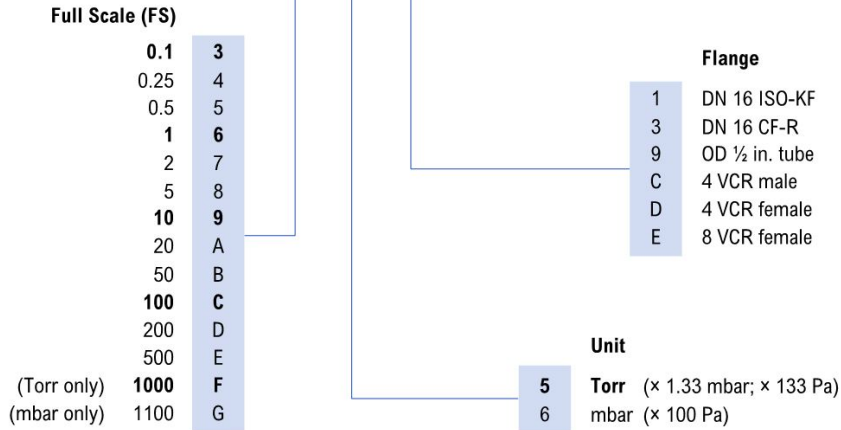 Full Scale (FS)
0.1 3
0.25 4
0.5 5
1 6
2 7
5 8
10 9
20 A
50 B
100 C
200 D
500 E
(Torr only) 1000 F
(mbar only) 1100 G
Flange
1 DN 16 ISO-KF
3 DN 16 CF-R
9 OD ½ in. tube
C 4 VCR male
D 4 VCR female
E 8 VCR female
Unit
5 Torr (× 1.33 mbar; × 133 Pa)
6 mbar (× 100 Pa)